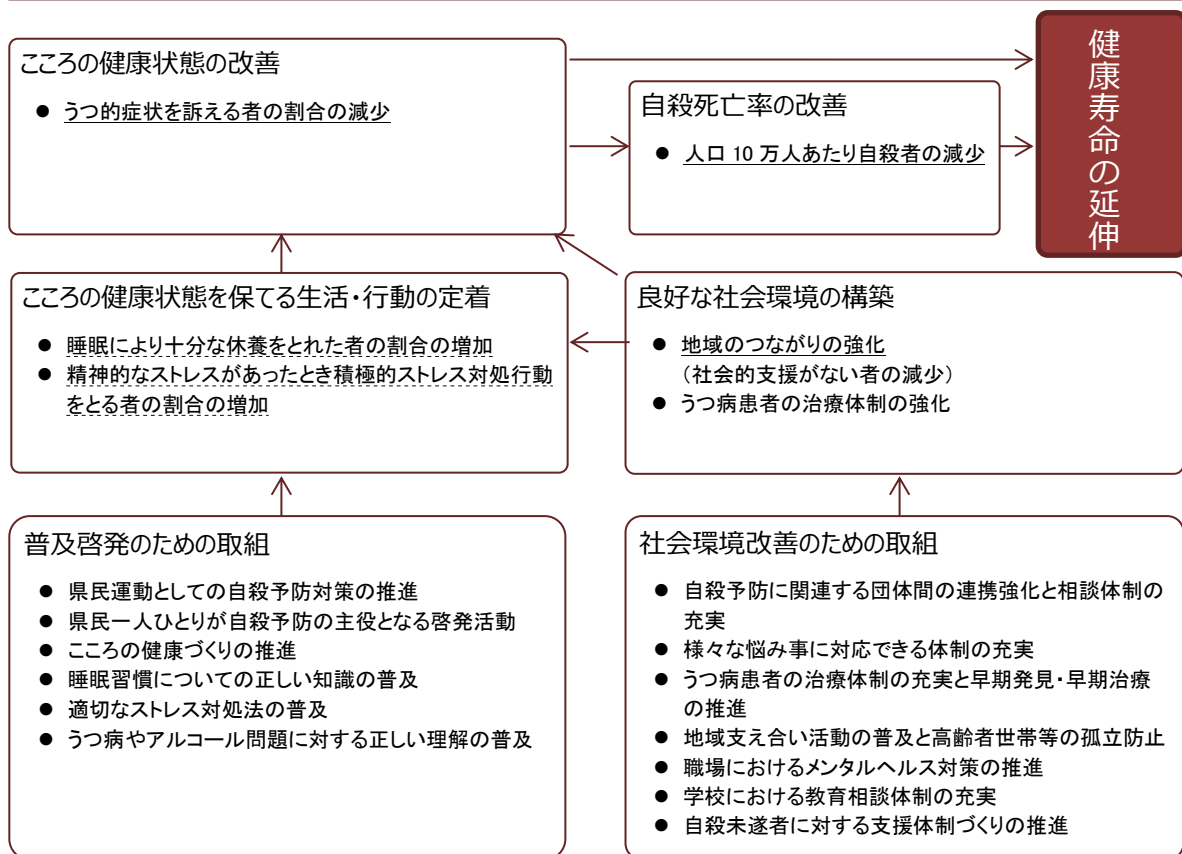 こころの健康状態の改善
● うつ的症状を訴える者の割合の減少
自殺死亡率の改善
● 人口 10 万人あたり自殺者の減少
健康寿命の延伸
こころの健康状態を保てる生活・行動の定着
● 睡眠により十分な休養をとれた者の割合の増加
● 精神的なストレスがあったとき積極的ストレス対処行動
をとる者の割合の増加
良好な社会環境の構築
● 地域のつながりの強化
（社会的支援がない者の減少）
● うつ病患者の治療体制の強化
普及啓発のための取組
● 県民運動としての自殺予防対策の推進
● 県民一人ひとりが自殺予防の主役となる啓発活動
● こころの健康づくりの推進
● 睡眠習慣についての正しい知識の普及
● 適切なストレス対処法の普及
● うつ病やアルコール問題に対する正しい理解の普及
社会環境改善のための取組
● 自殺予防に関連する団体間の連携強化と相談体制の
充実
● 様々な悩み事に対応できる体制の充実
● うつ病患者の治療体制の充実と早期発見・早期治療
の推進
● 地域支え合い活動の普及と高齢者世帯等の孤立防止
● 職場におけるメンタルヘルス対策の推進
● 学校における教育相談体制の充実
● 自殺未遂者に対する支援体制づくりの推進